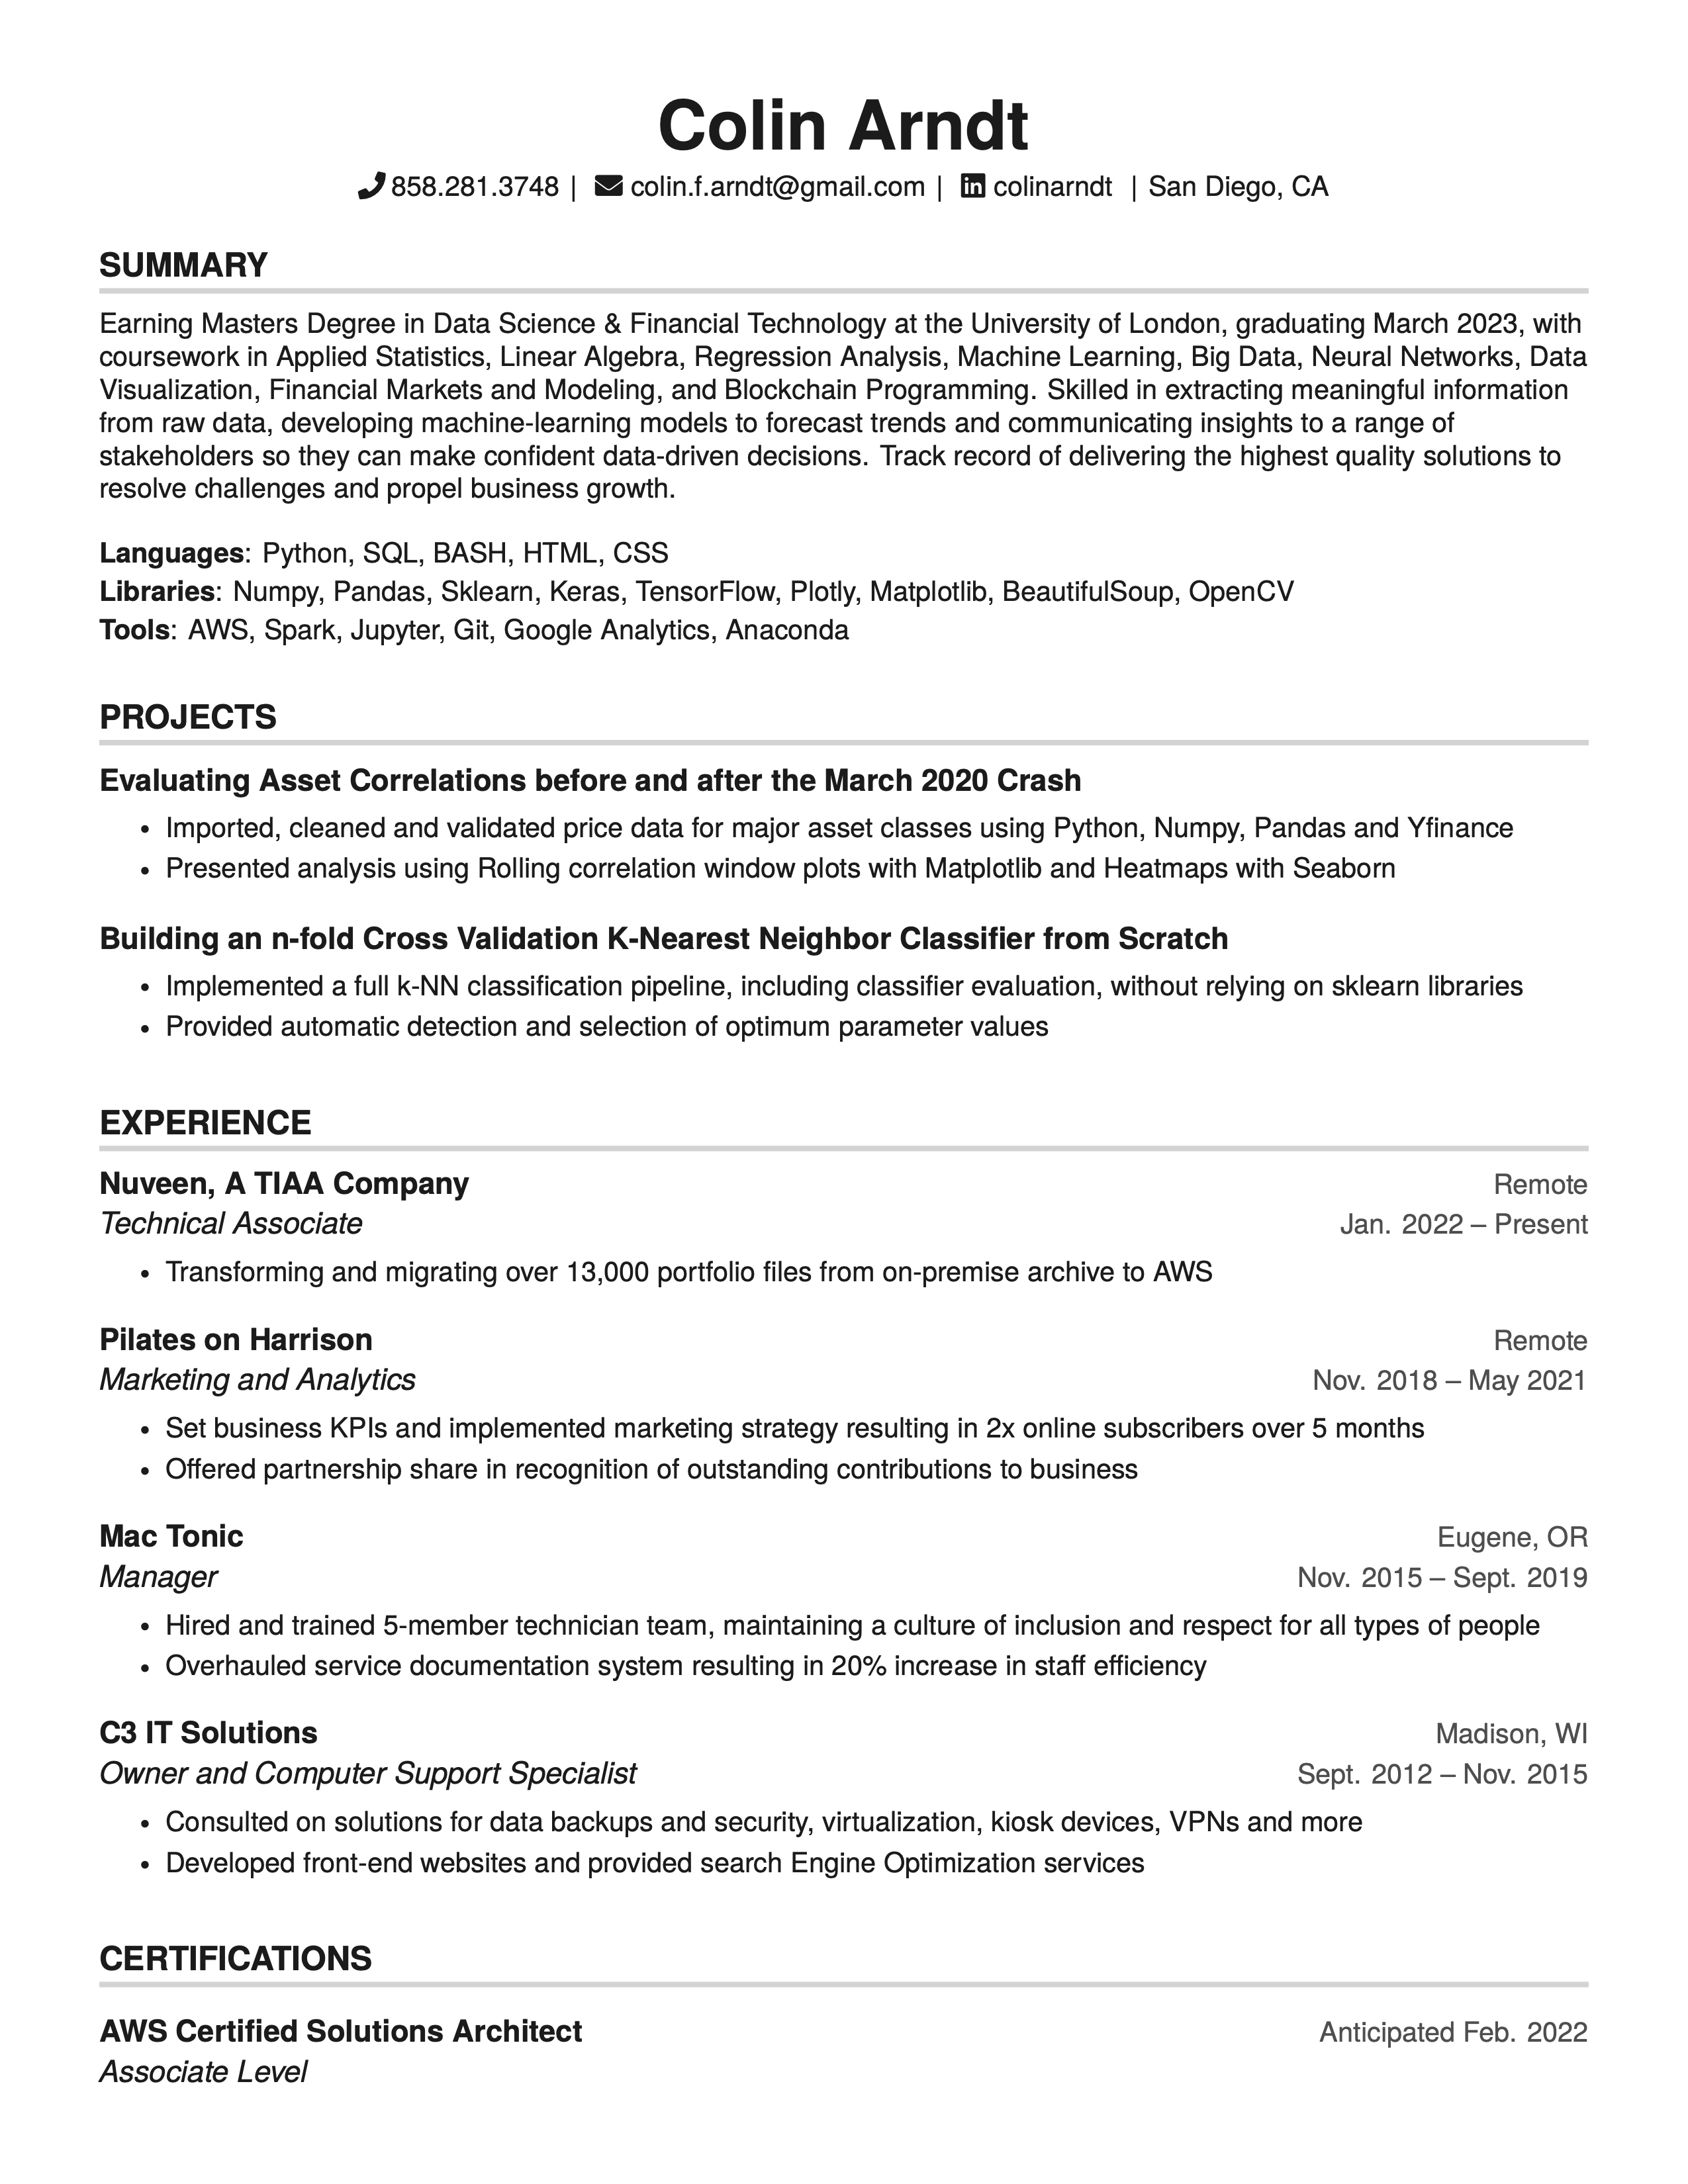 Colin Arndt
858.281.3748 | colin.f.arndt@gmail.com | colinarndt | San Diego, CA
SUMMARY
Earning Masters Degree in Data Science & Financial Technology at the University of London, graduating March 2023, with
coursework in Applied Statistics, Linear Algebra, Regression Analysis, Machine Learning, Big Data, Neural Networks, Data
Visualization, Financial Markets and Modeling, and Blockchain Programming. Skilled in extracting meaningful information
from raw data, developing machine-learning models to forecast trends and communicating insights to a range of
stakeholders so they can make confident data-driven decisions. Track record of delivering the highest quality solutions to
resolve challenges and propel business growth.
Languages: Python, SQL, BASH, HTML, CSS
Libraries: Numpy, Pandas, Sklearn, Keras, TensorFlow, Plotly, Matplotlib, BeautifulSoup, OpenCV
Tools: AWS, Spark, Jupyter, Git, Google Analytics, Anaconda
PROJECTS
Evaluating Asset Correlations before and after the March 2020 Crash
• Imported, cleaned and validated price data for major asset classes using Python, Numpy, Pandas and Yfinance
• Presented analysis using Rolling correlation window plots with Matplotlib and Heatmaps with Seaborn
Building an n-fold Cross Validation K-Nearest Neighbor Classifier from Scratch
• Implemented a full k-NN classification pipeline, including classifier evaluation, without relying on sklearn libraries
• Provided automatic detection and selection of optimum parameter values
EXPERIENCE
Nuveen, A TIAA Company Remote
Technical Associate Jan. 2022 – Present
• Transforming and migrating over 13,000 portfolio files from on-premise archive to AWS
Pilates on Harrison Remote
Marketing and Analytics Nov. 2018 – May 2021
• Set business KPIs and implemented marketing strategy resulting in 2x online subscribers over 5 months
• Offered partnership share in recognition of outstanding contributions to business
Mac Tonic Eugene, OR
Manager Nov. 2015 – Sept. 2019
• Hired and trained 5-member technician team, maintaining a culture of inclusion and respect for all types of people
• Overhauled service documentation system resulting in 20% increase in staff efficiency
C3 IT Solutions Madison, WI
Owner and Computer Support Specialist Sept. 2012 – Nov. 2015
• Consulted on solutions for data backups and security, virtualization, kiosk devices, VPNs and more
• Developed front-end websites and provided search Engine Optimization services
CERTIFICATIONS
AWS Certified Solutions Architect Anticipated Feb. 2022
Associate Level